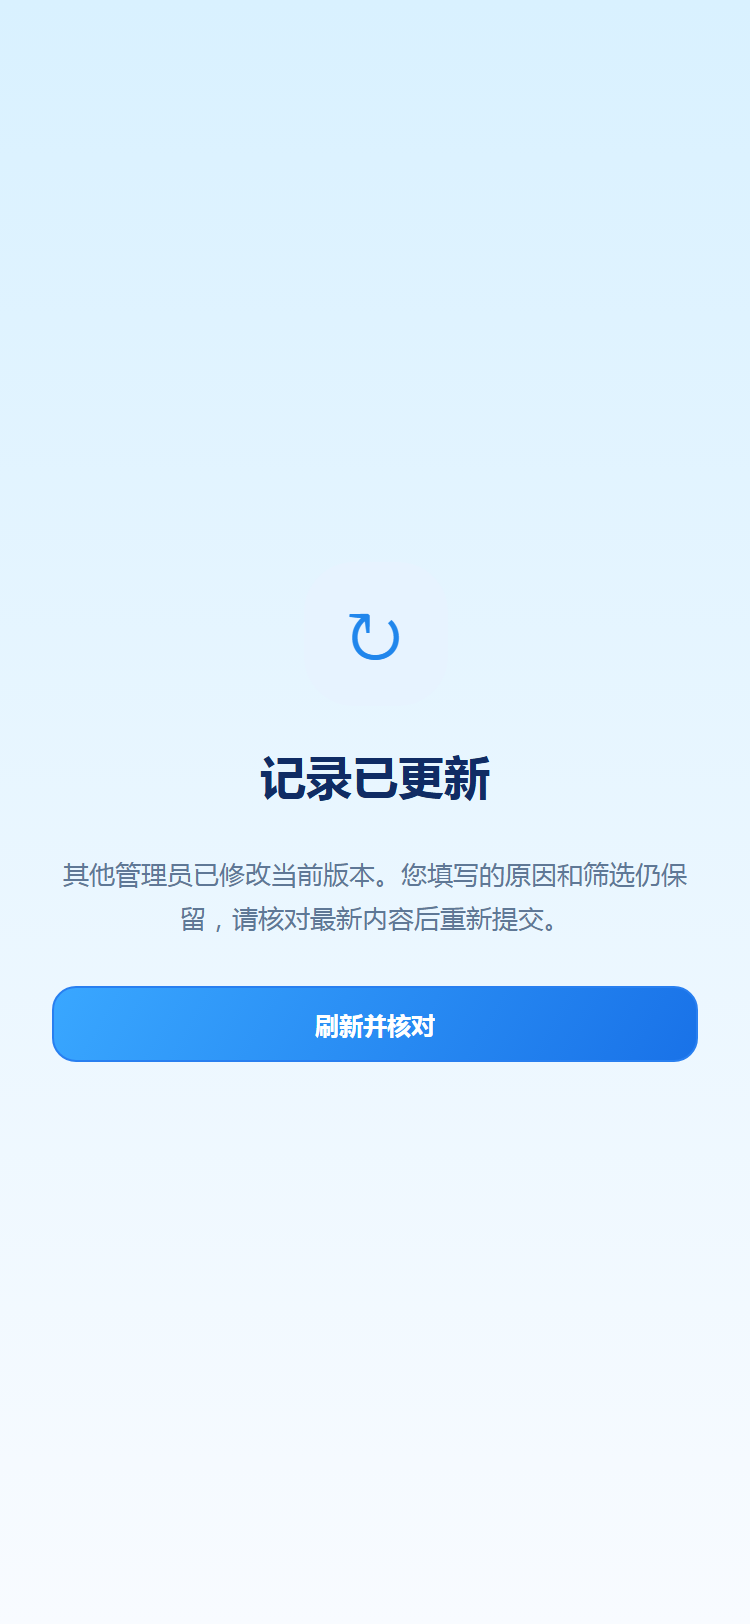 记录已更新
其他管理员已修改当前版本。您填写的原因和筛选仍保
留，请核对最新内容后重新提交。
刷新并核对